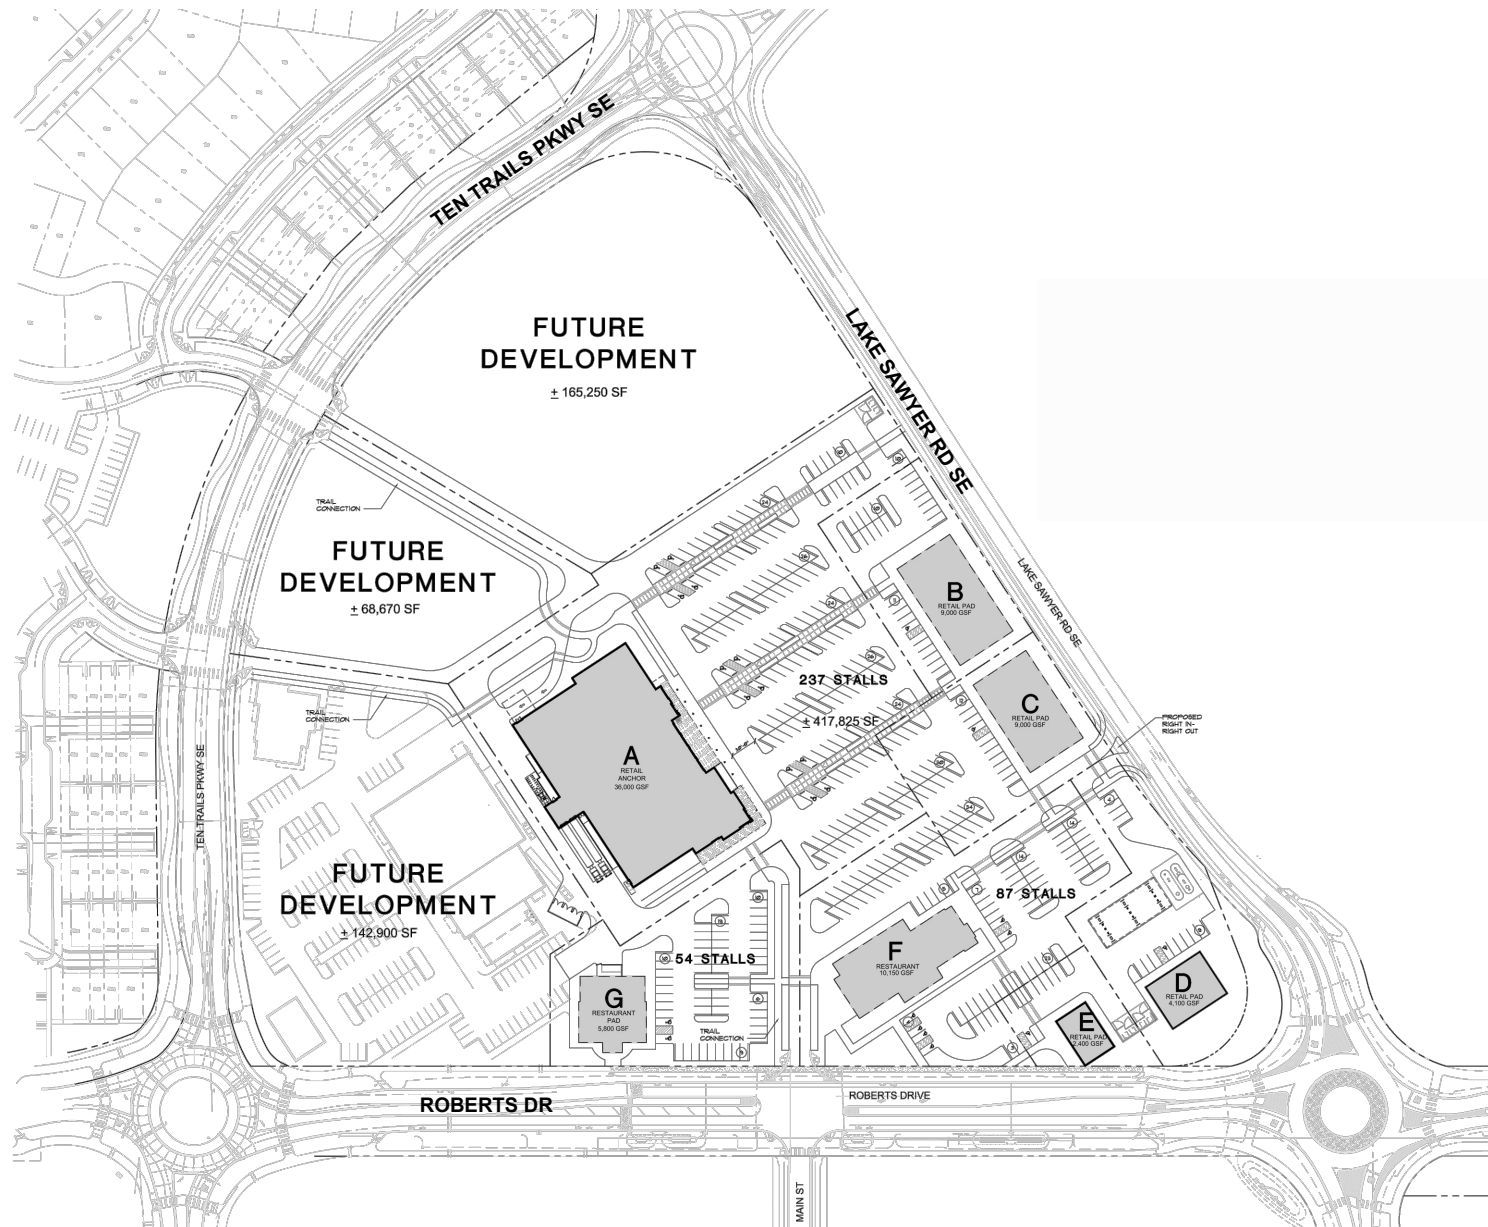 TEN TRAILS PKWY SE
FUTURE
DEVELOPMENT
± 165,250 SF
LAKE SAWYER RD SE
TRAIL
CONNECTION
FUTURE
DEVELOPMENT
± 68,670 SF
LAKE SAWYER RD SE
B
RETAIL PAD
9,000 GSF
237 STALLS
± 417,825 SF
C
RETAIL PAD
9,000 GSF
TRAIL
CONNECTION
PROPOSED
RIGHT IN-
RIGHT OUT
A
RETAIL
ANCHOR
36,000 GSF
TEN TRAILS PKWY SE
FUTURE
DEVELOPMENT
± 142,900 SF
87 STALLS
54 STALLS
F
RESTAURANT
10,150 GSF
D
RETAIL PAD
4,100 GSF
G
RESTAURANT
PAD
5,800 GSF
E
RETAIL PAD
2,400 GSF
TRAIL
CONNECTION
ROBERTS DR
ROBERTS DRIVE
MAIN ST